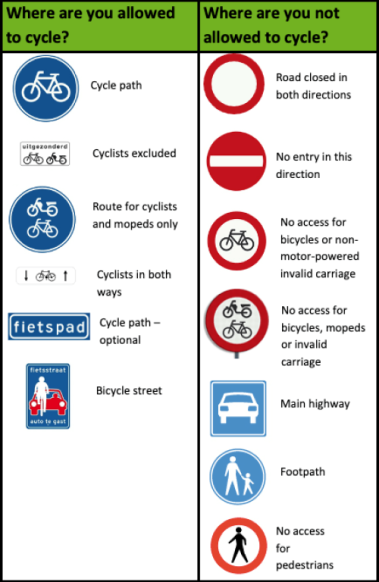 Where are you allowed
to cycle?
Where are you not
allowed to cycle?
Cycle path
uitgezonderd
Cyclists excluded
Route for cyclists
and mopeds only
Cyclists in both
ways
fietspad
Cycle path –
optional
fietsstraat
auto te gast
Bicycle street
Road closed in
both directions
No entry in this
direction
No access for
bicycles or non-
motor-powered
invalid carriage
No access for
bicycles, mopeds
or invalid
carriage
Main highway
Footpath
No access
for
pedestrians